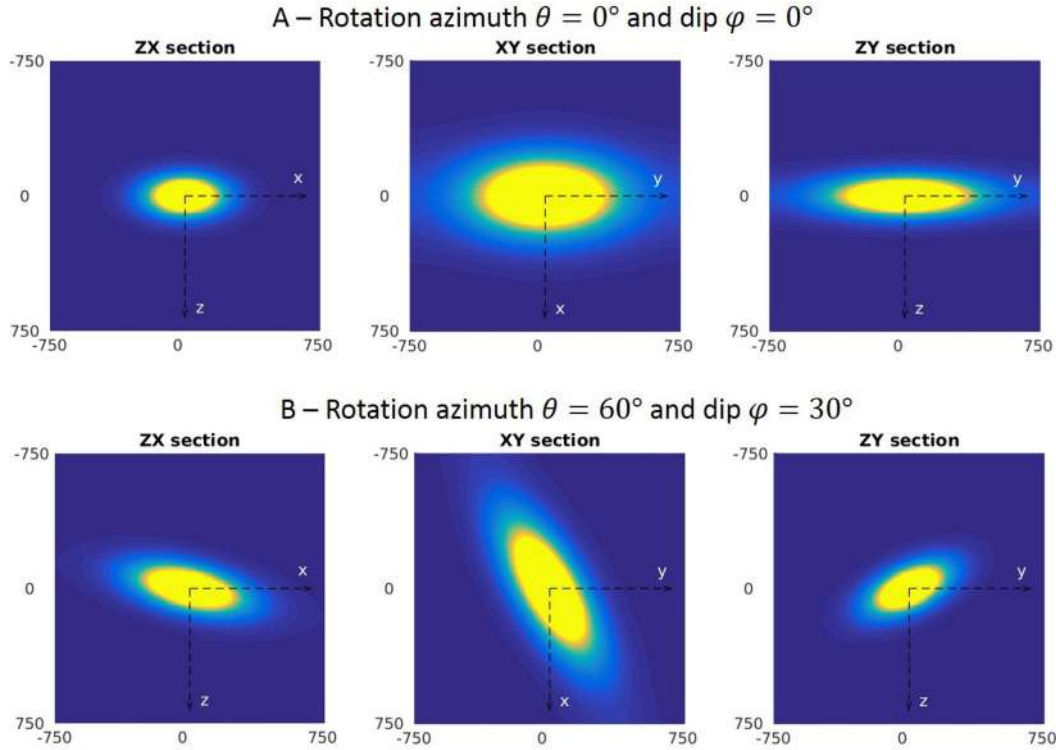 A – Rotation azimuth θ = 0° and dip φ = 0°
ZX section XY section ZY section
-750 -750 -750
x y y
0 0 0
z x z
750 750 750
-750 0 750 -750 0 750 -750 0 750
B – Rotation azimuth θ = 60° and dip φ = 30°
ZX section XY section ZY section
-750 -750 -750
x y y
0 0 0
z x z
750 750 750
-750 0 750 -750 0 750 -750 0 750